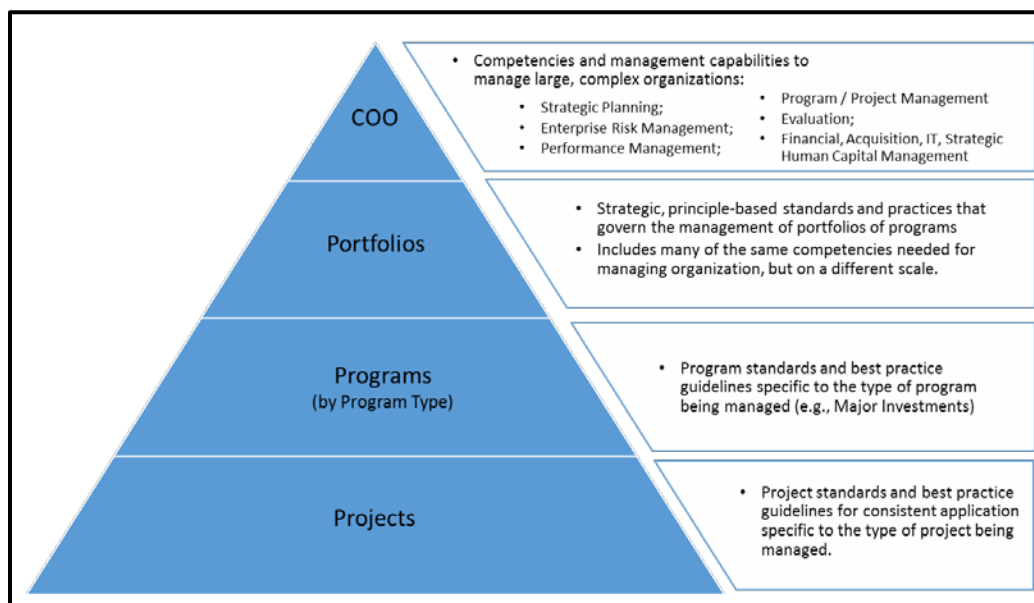 COO
• Competencies and management capabilities to
manage large, complex organizations:
• Strategic Planning;
• Enterprise Risk Management;
• Performance Management;
• Program / Project Management
• Evaluation;
• Financial, Acquisition, IT, Strategic
Human Capital Management
Portfolios
• Strategic, principle-based standards and practices that
govern the management of portfolios of programs
• Includes many of the same competencies needed for
managing organization, but on a different scale.
Programs
(by Program Type)
• Program standards and best practice
guidelines specific to the type of program
being managed (e.g., Major Investments)
Projects
• Project standards and best practice
guidelines for consistent application
specific to the type of project being
managed.